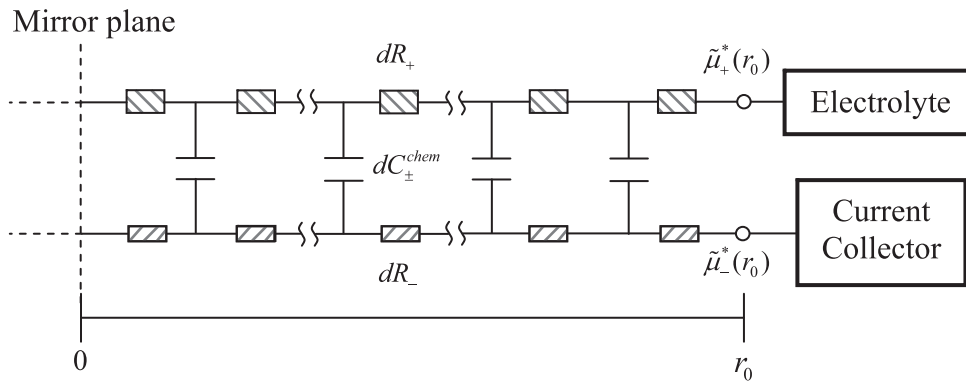 Mirror plane
dR₊
μ̃₊*(r₀)
Electrolyte
dC±^chem
Current
Collector
dR₋
μ̃₋*(r₀)
0
r₀